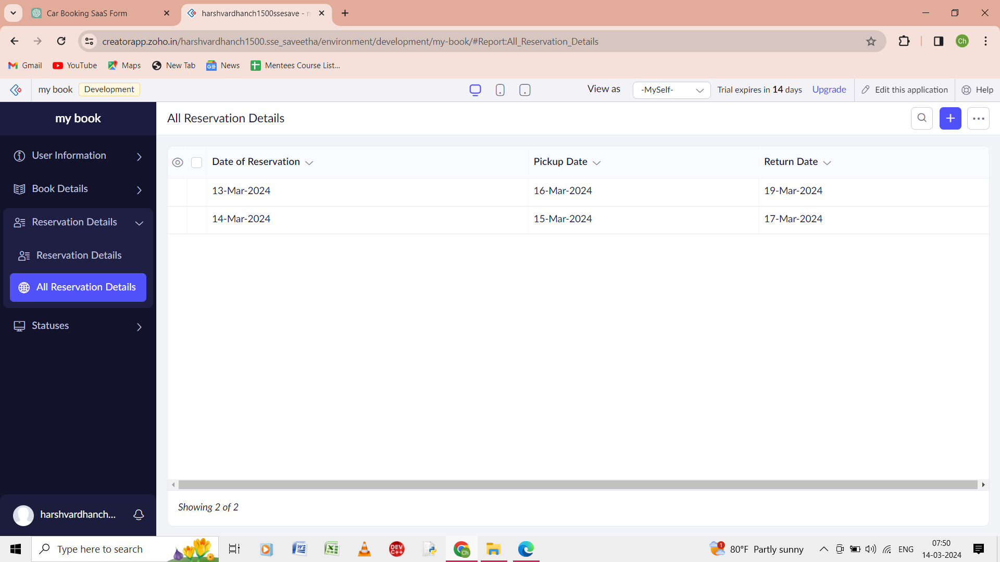 Car Booking SaaS Form
harshvardhanch1500ssesave -
creatorapp.zoho.in/harshvardhanch1500.sse_saveetha/environment/development/my-book/#Report:All_Reservation_Details
Ch
Gmail YouTube Maps New Tab News Mentees Course List...
my book Development View as -MySelf- Trial expires in 14 days Upgrade Edit this application Help
my book
All Reservation Details
User Information
Book Details
Reservation Details
Reservation Details
All Reservation Details
Statuses
Date of Reservation Pickup Date Return Date
13-Mar-2024 16-Mar-2024 19-Mar-2024
14-Mar-2024 15-Mar-2024 17-Mar-2024
Showing 2 of 2
harshvardhanch...
Type here to search
DEV C++
Ch
1
80°F Partly sunny
ENG
07:50
14-03-2024